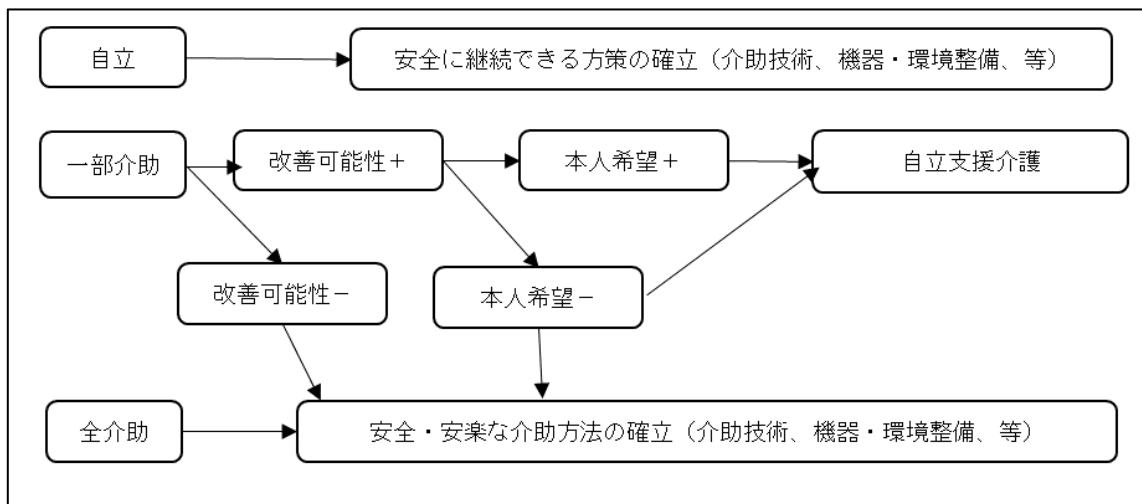 自立
安全に継続できる方策の確立（介助技術、機器・環境整備、等）
一部介助
改善可能性＋
本人希望＋
自立支援介護
改善可能性－
本人希望－
全介助
安全・安楽な介助方法の確立（介助技術、機器・環境整備、等）